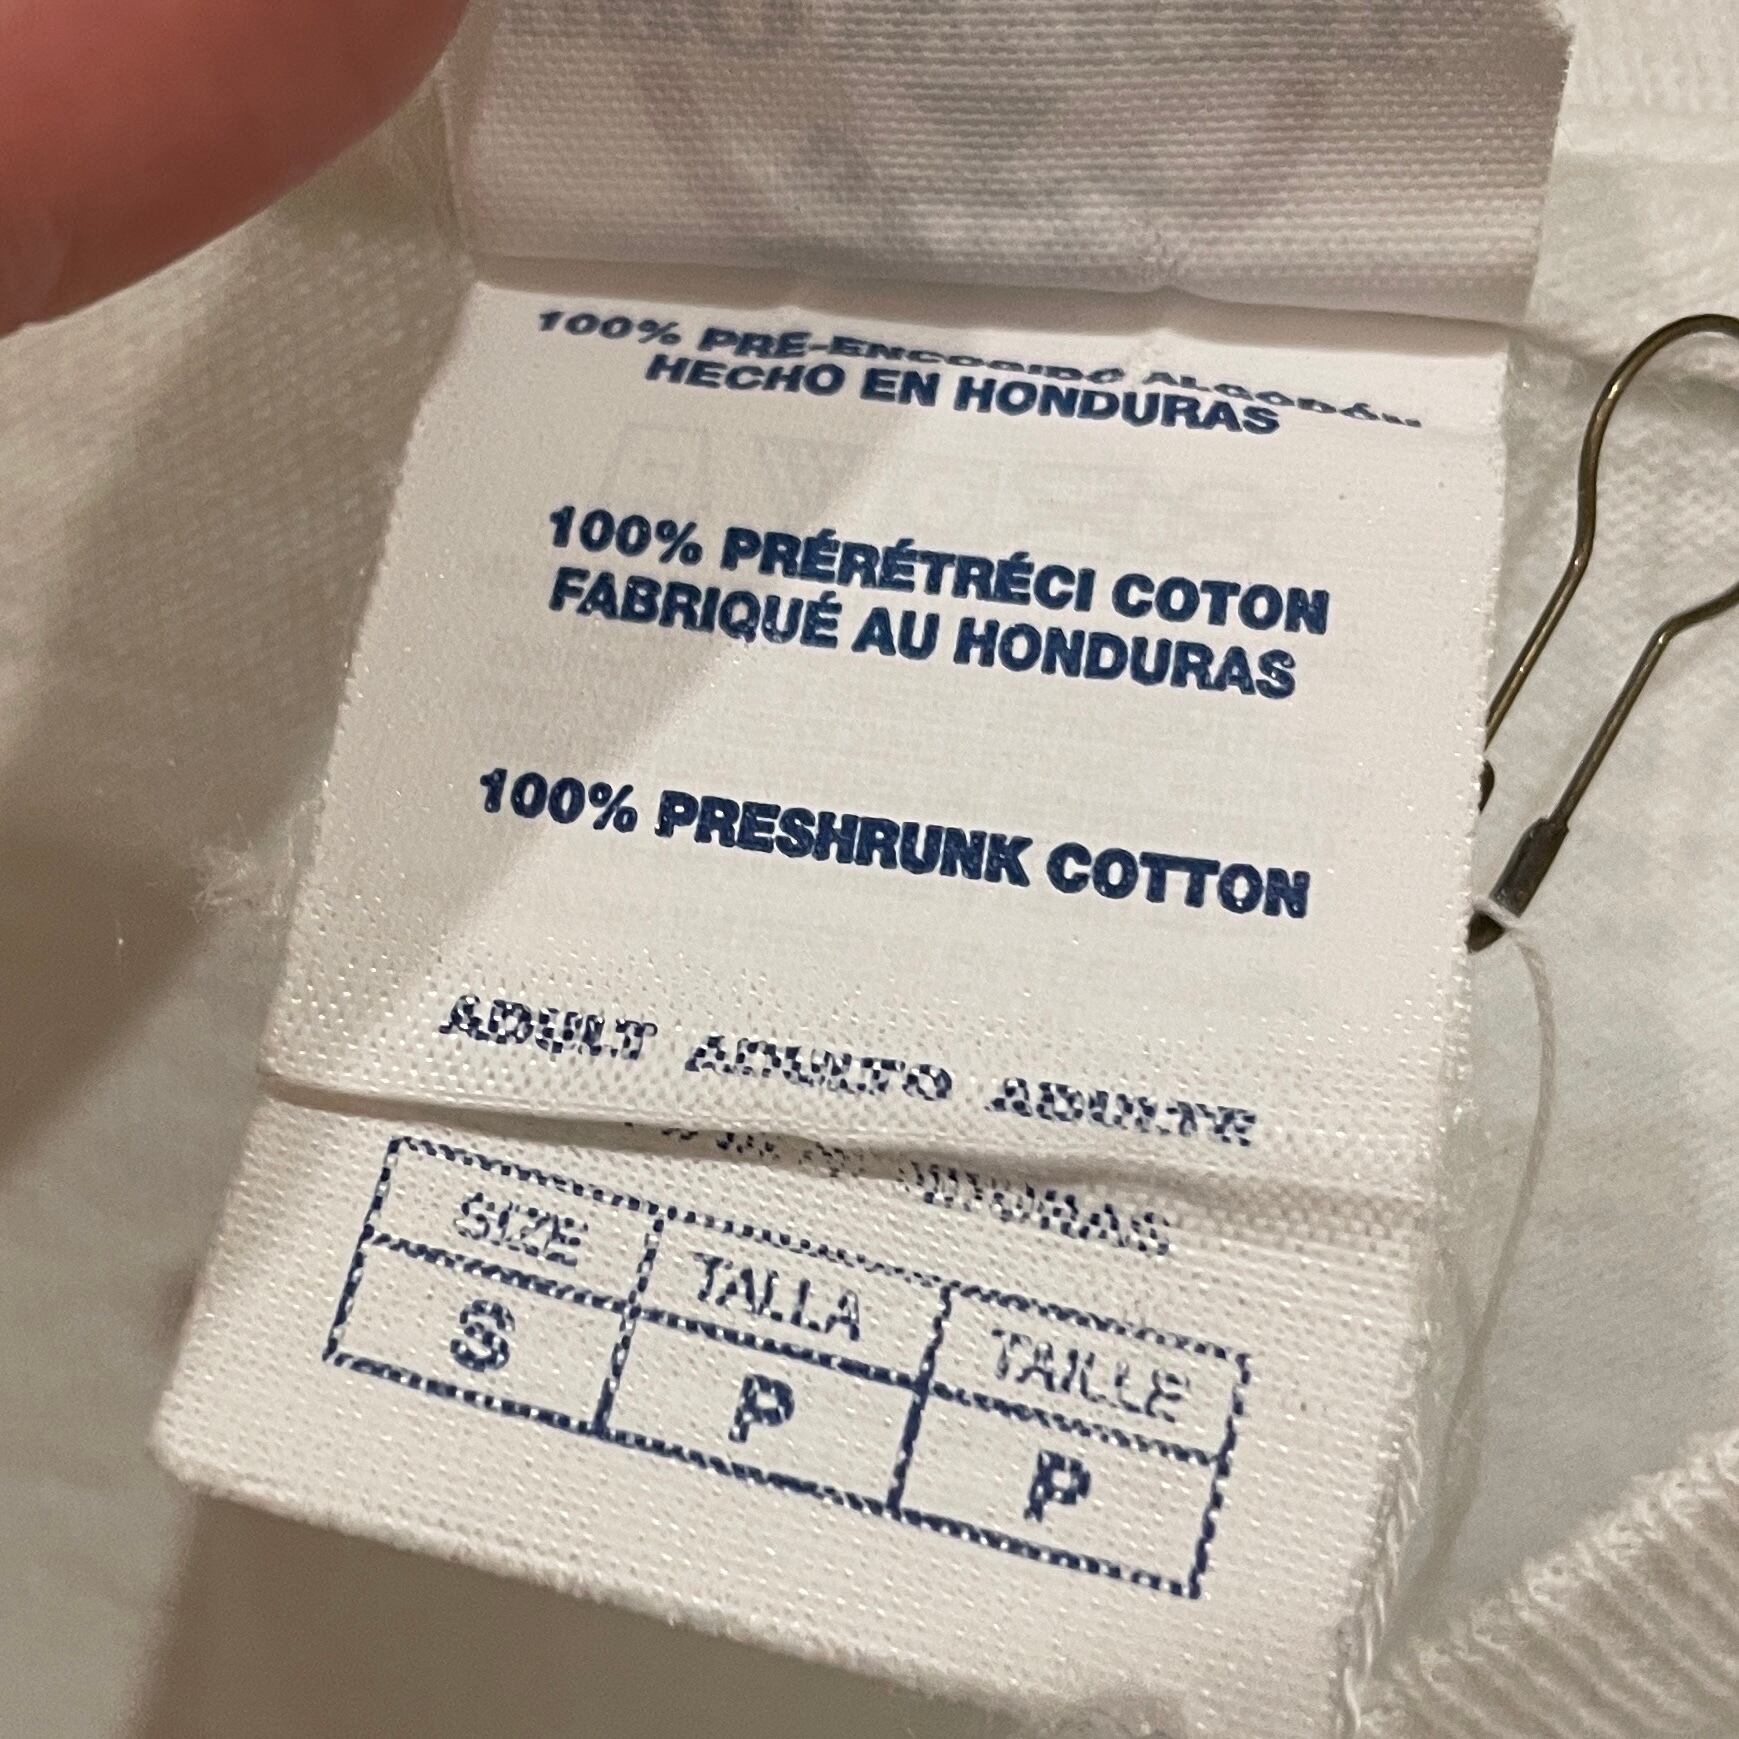 100% PRÉ-ENCOGIDO ALGODÓN
HECHO EN HONDURAS
100% PRÉRÉTRÉCI COTON
FABRIQUÉ AU HONDURAS
100% PRESHRUNK COTTON
ADULT ADULTO ADULTE
HONDURAS
SIZE TALLA TAILLE
S P P